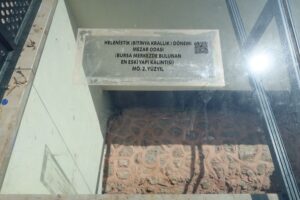 HELENİSTİK (BİTİNYA KRALLIK) DÖNEMİ
MEZAR ODASI
(BURSA MERKEZDE BULUNAN
EN ESKİ YAPI KALINTISI)
MÖ. 2. YÜZYIL